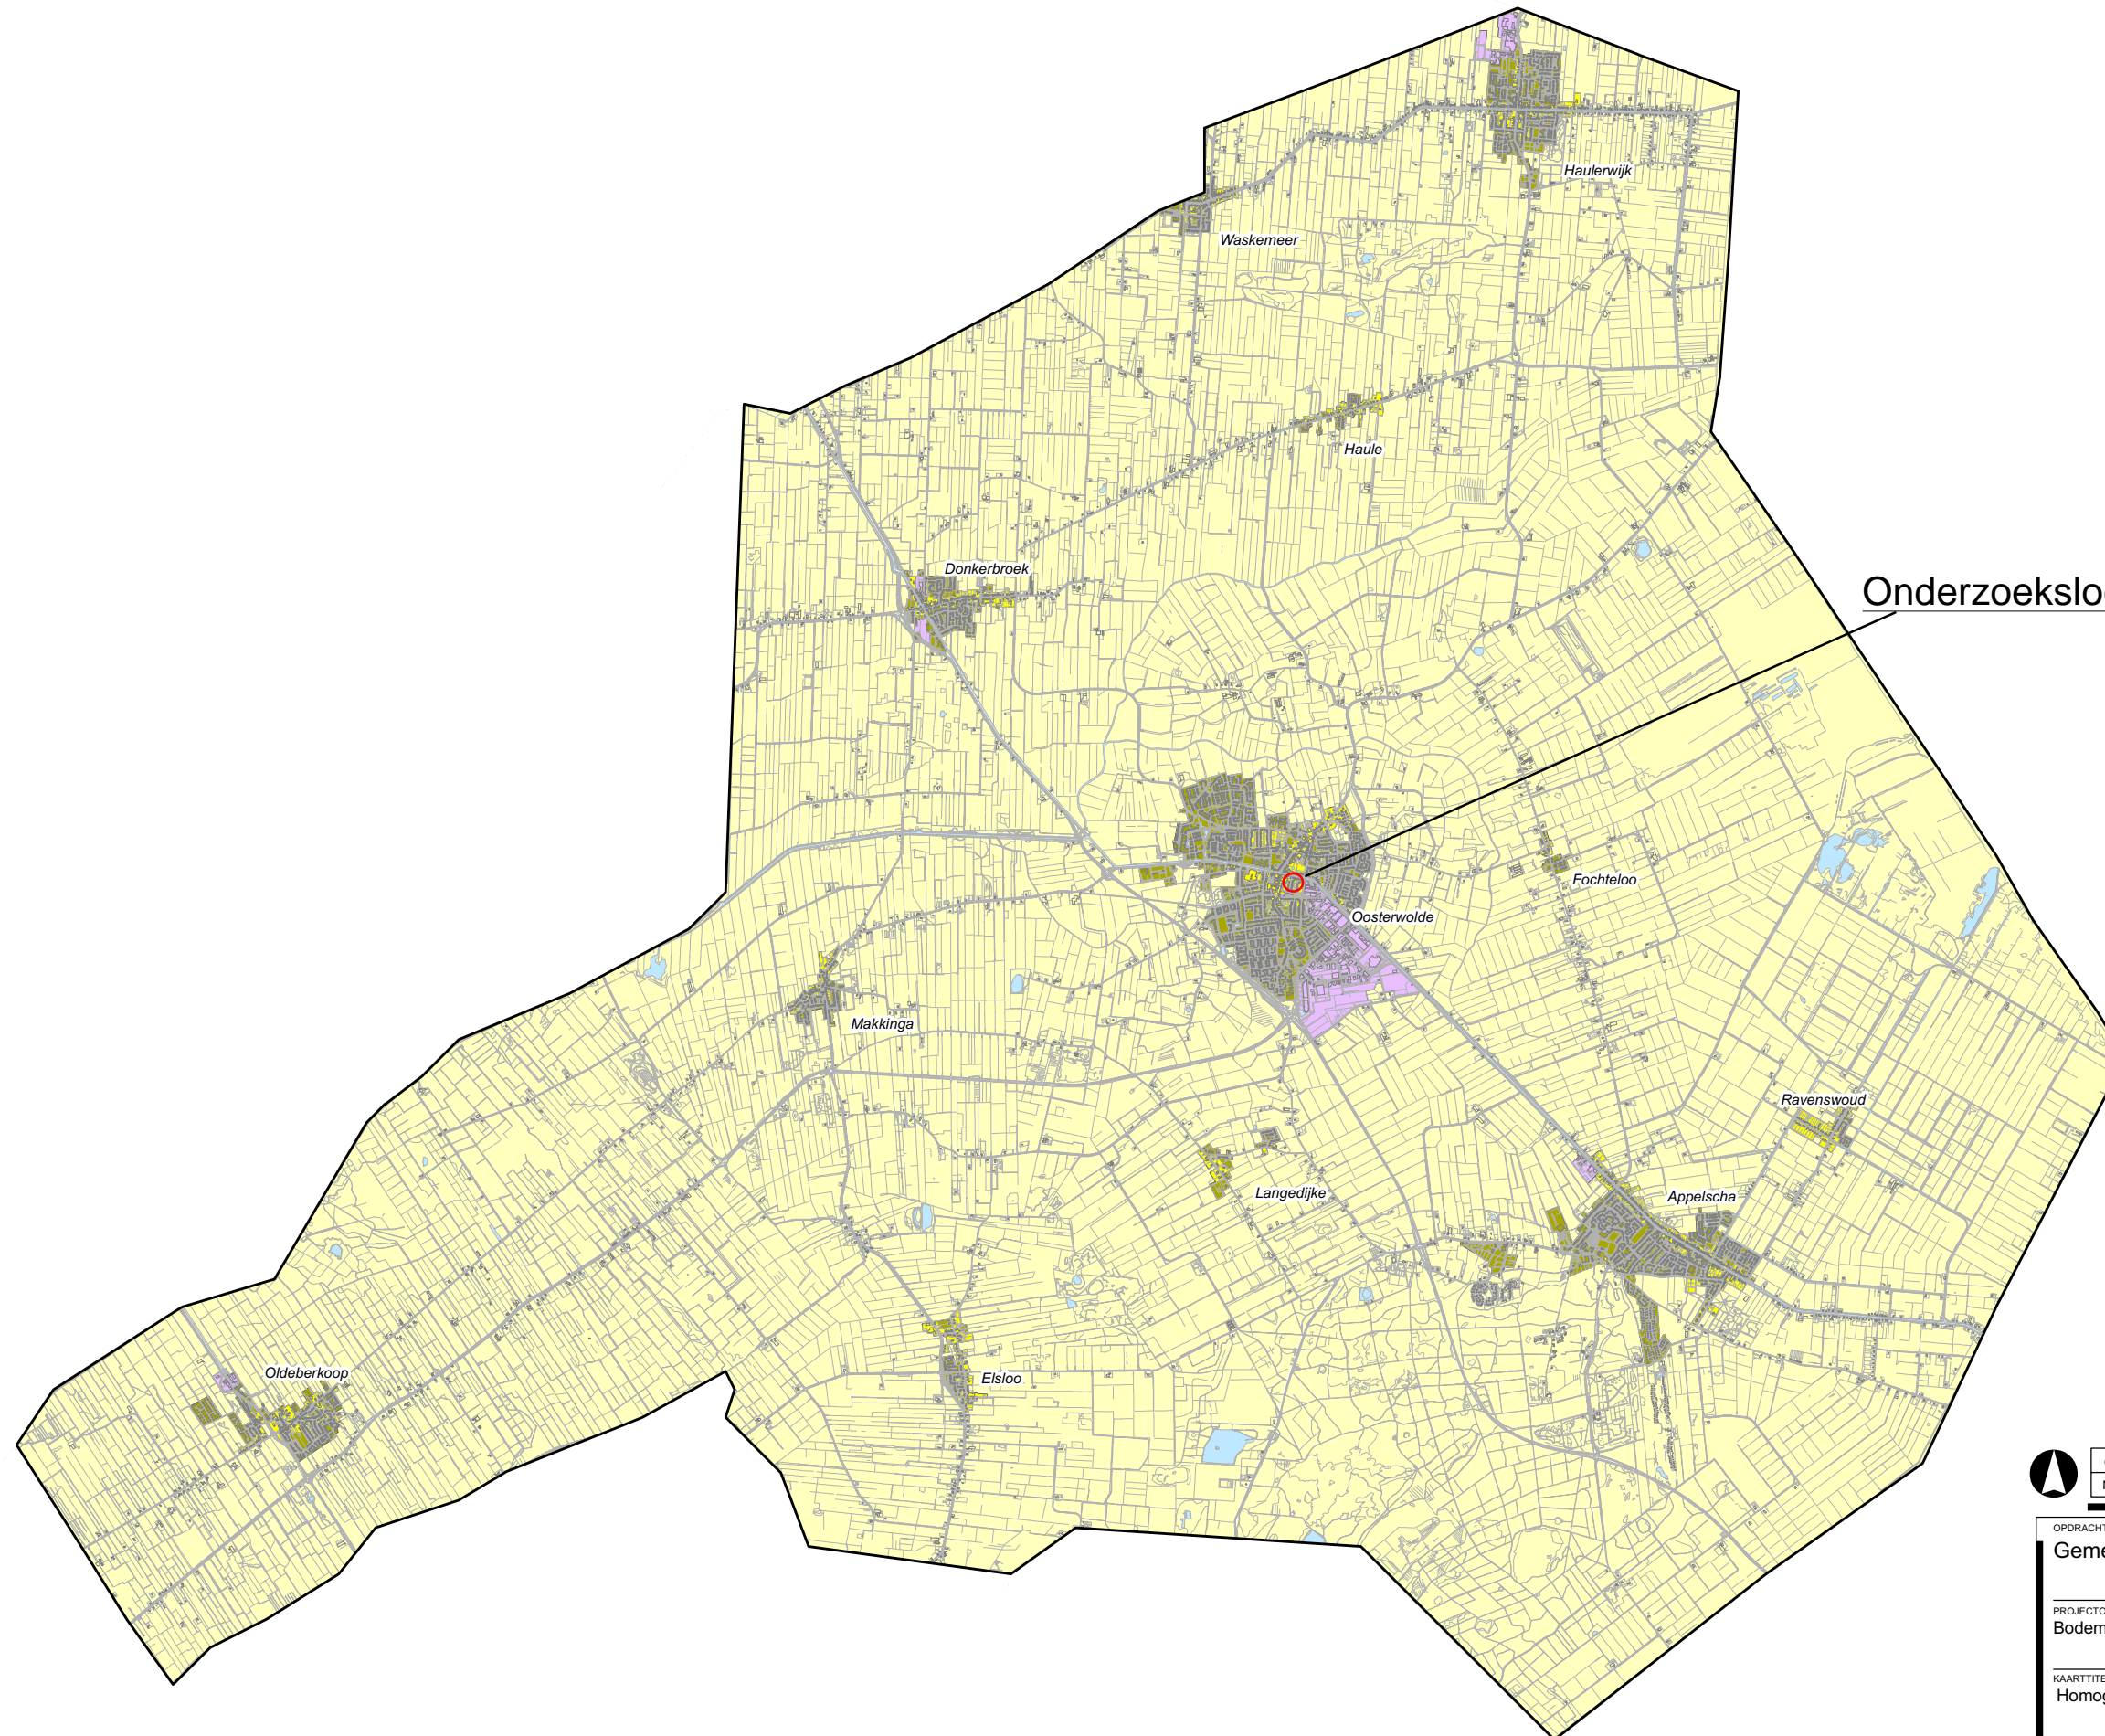 Haulerwijk
Waskemeer
Haule
Donkerbroek
Onderzoekslo
Fochteloo
Oosterwolde
Makkinga
Ravenswoud
Langedijke
Appelscha
Oldeberkoop
Elsloo
OPDRACHT
Geme
PROJECTO
Bodem
KAARTTITE
Homog